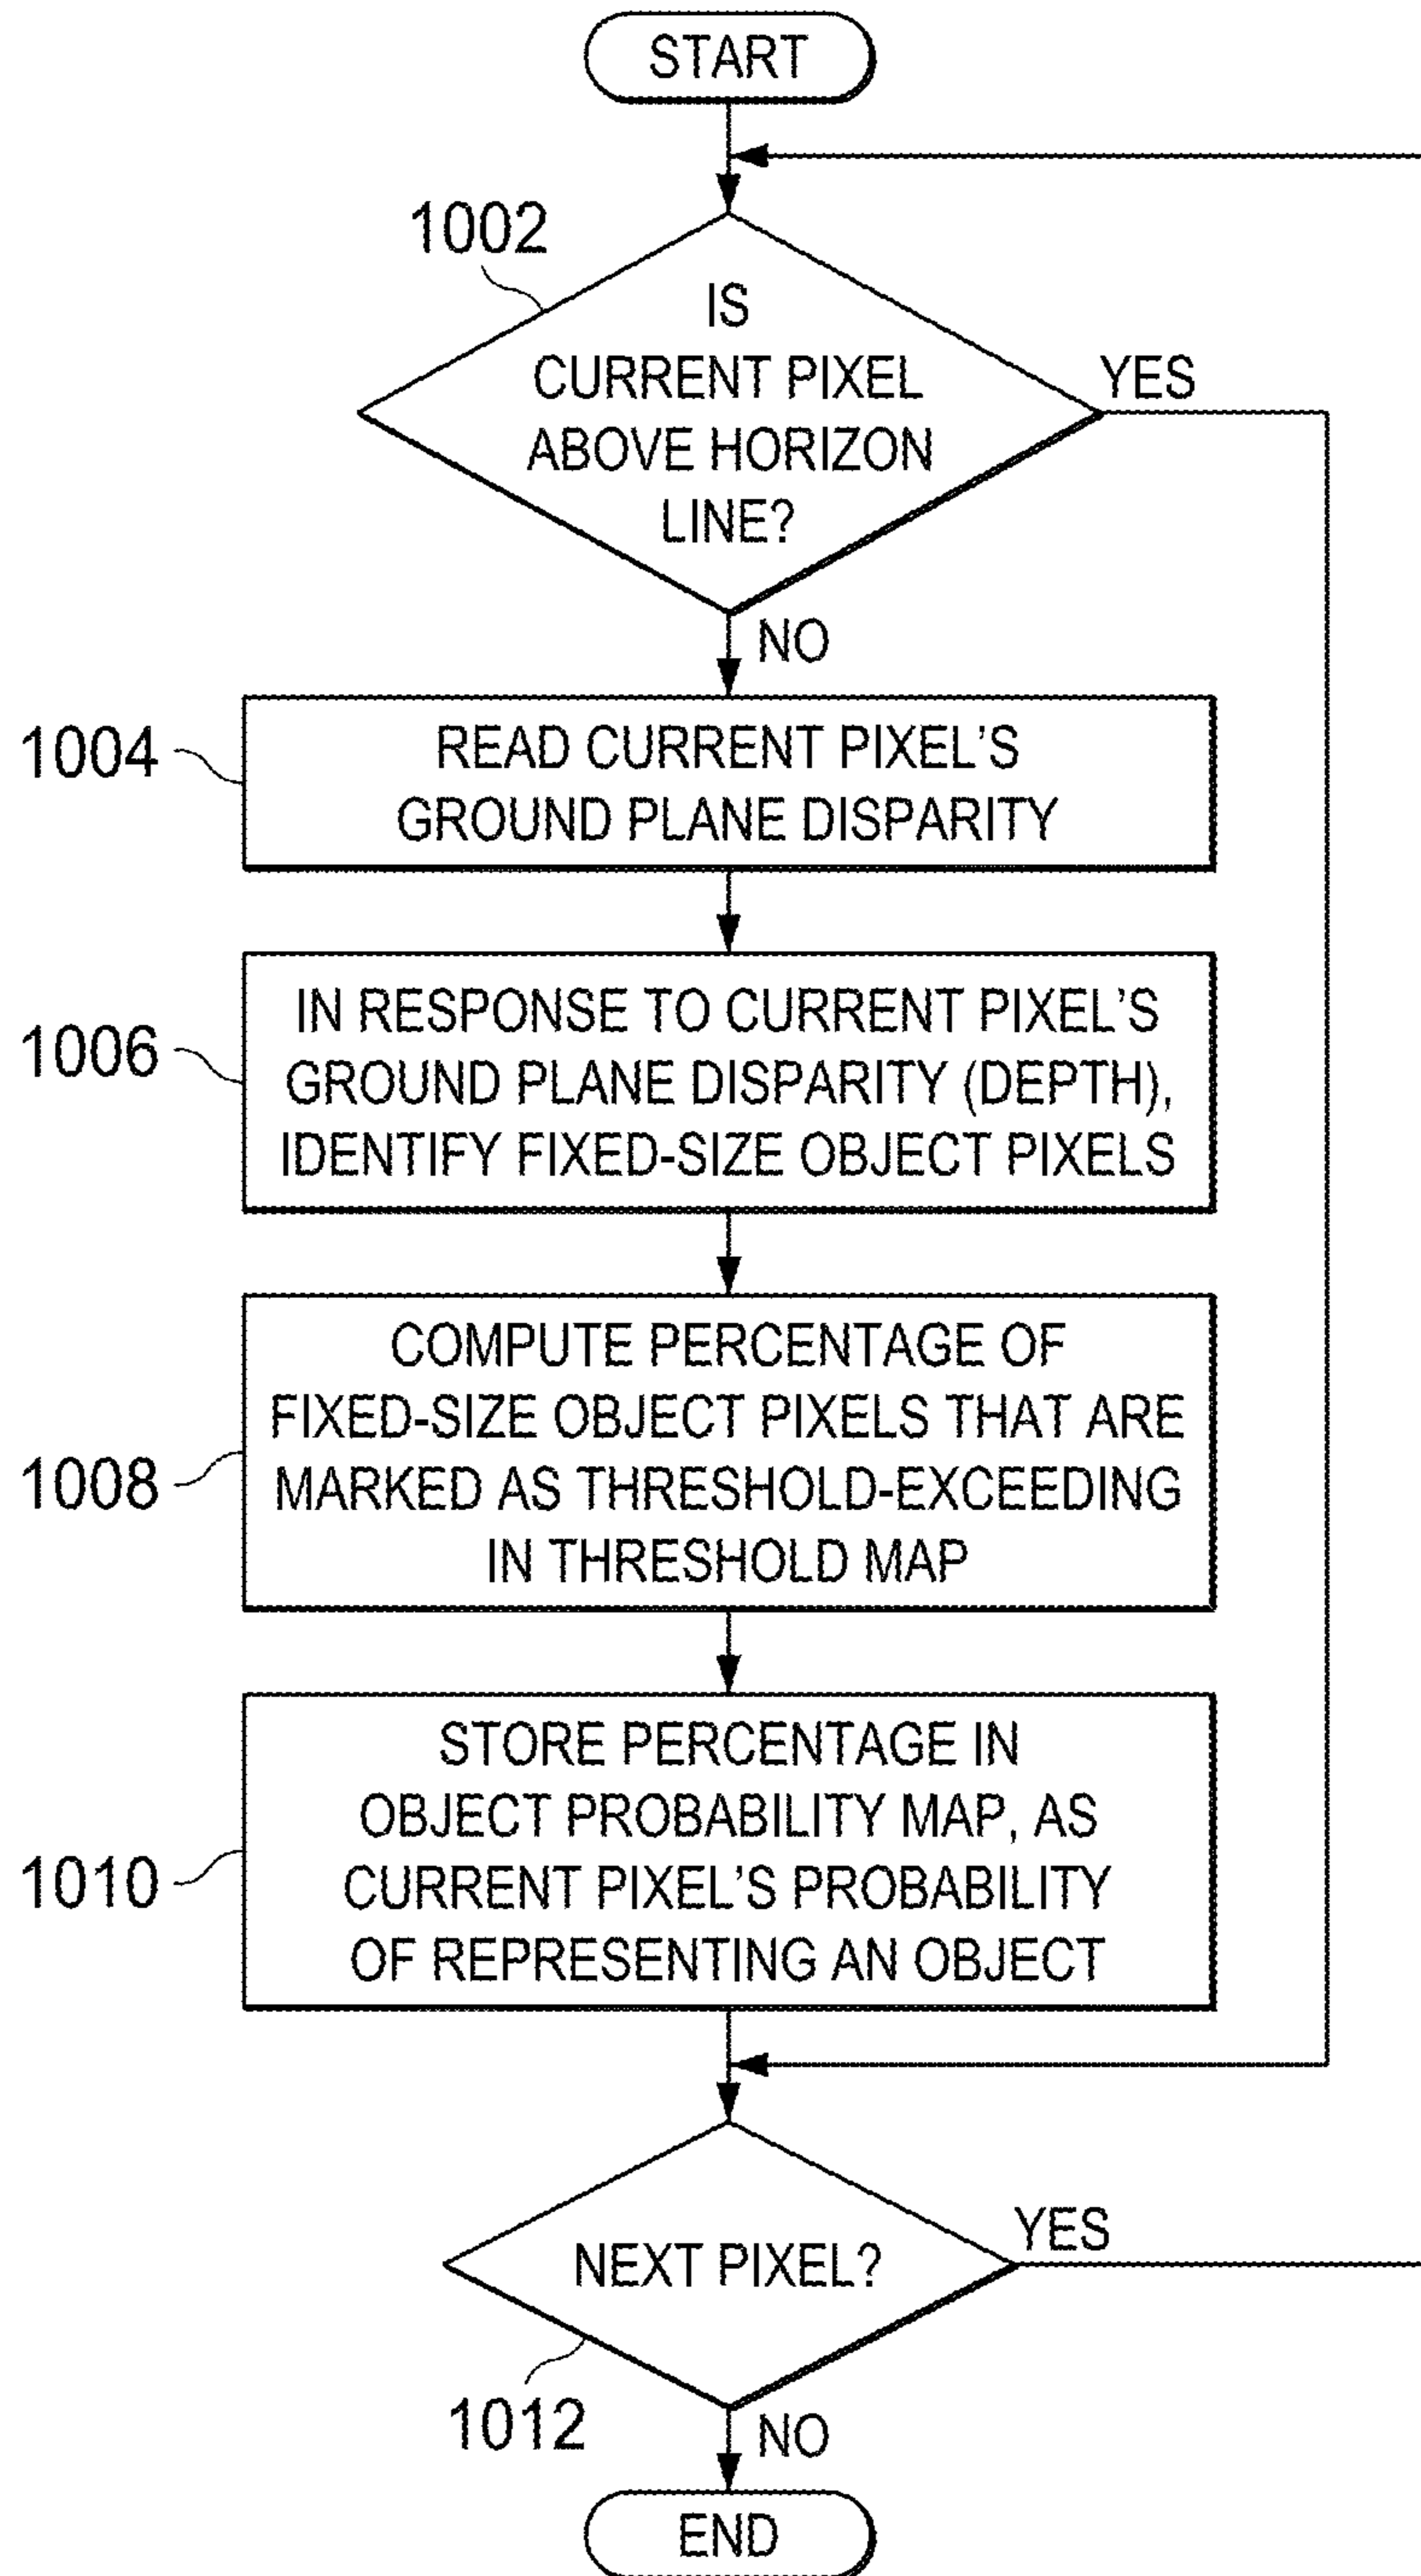 START
1002
IS
CURRENT PIXEL
ABOVE HORIZON
LINE?
YES
NO
1004
READ CURRENT PIXEL'S
GROUND PLANE DISPARITY
1006
IN RESPONSE TO CURRENT PIXEL'S
GROUND PLANE DISPARITY (DEPTH),
IDENTIFY FIXED-SIZE OBJECT PIXELS
1008
COMPUTE PERCENTAGE OF
FIXED-SIZE OBJECT PIXELS THAT ARE
MARKED AS THRESHOLD-EXCEEDING
IN THRESHOLD MAP
1010
STORE PERCENTAGE IN
OBJECT PROBABILITY MAP, AS
CURRENT PIXEL'S PROBABILITY
OF REPRESENTING AN OBJECT
NEXT PIXEL?
YES
1012
NO
END